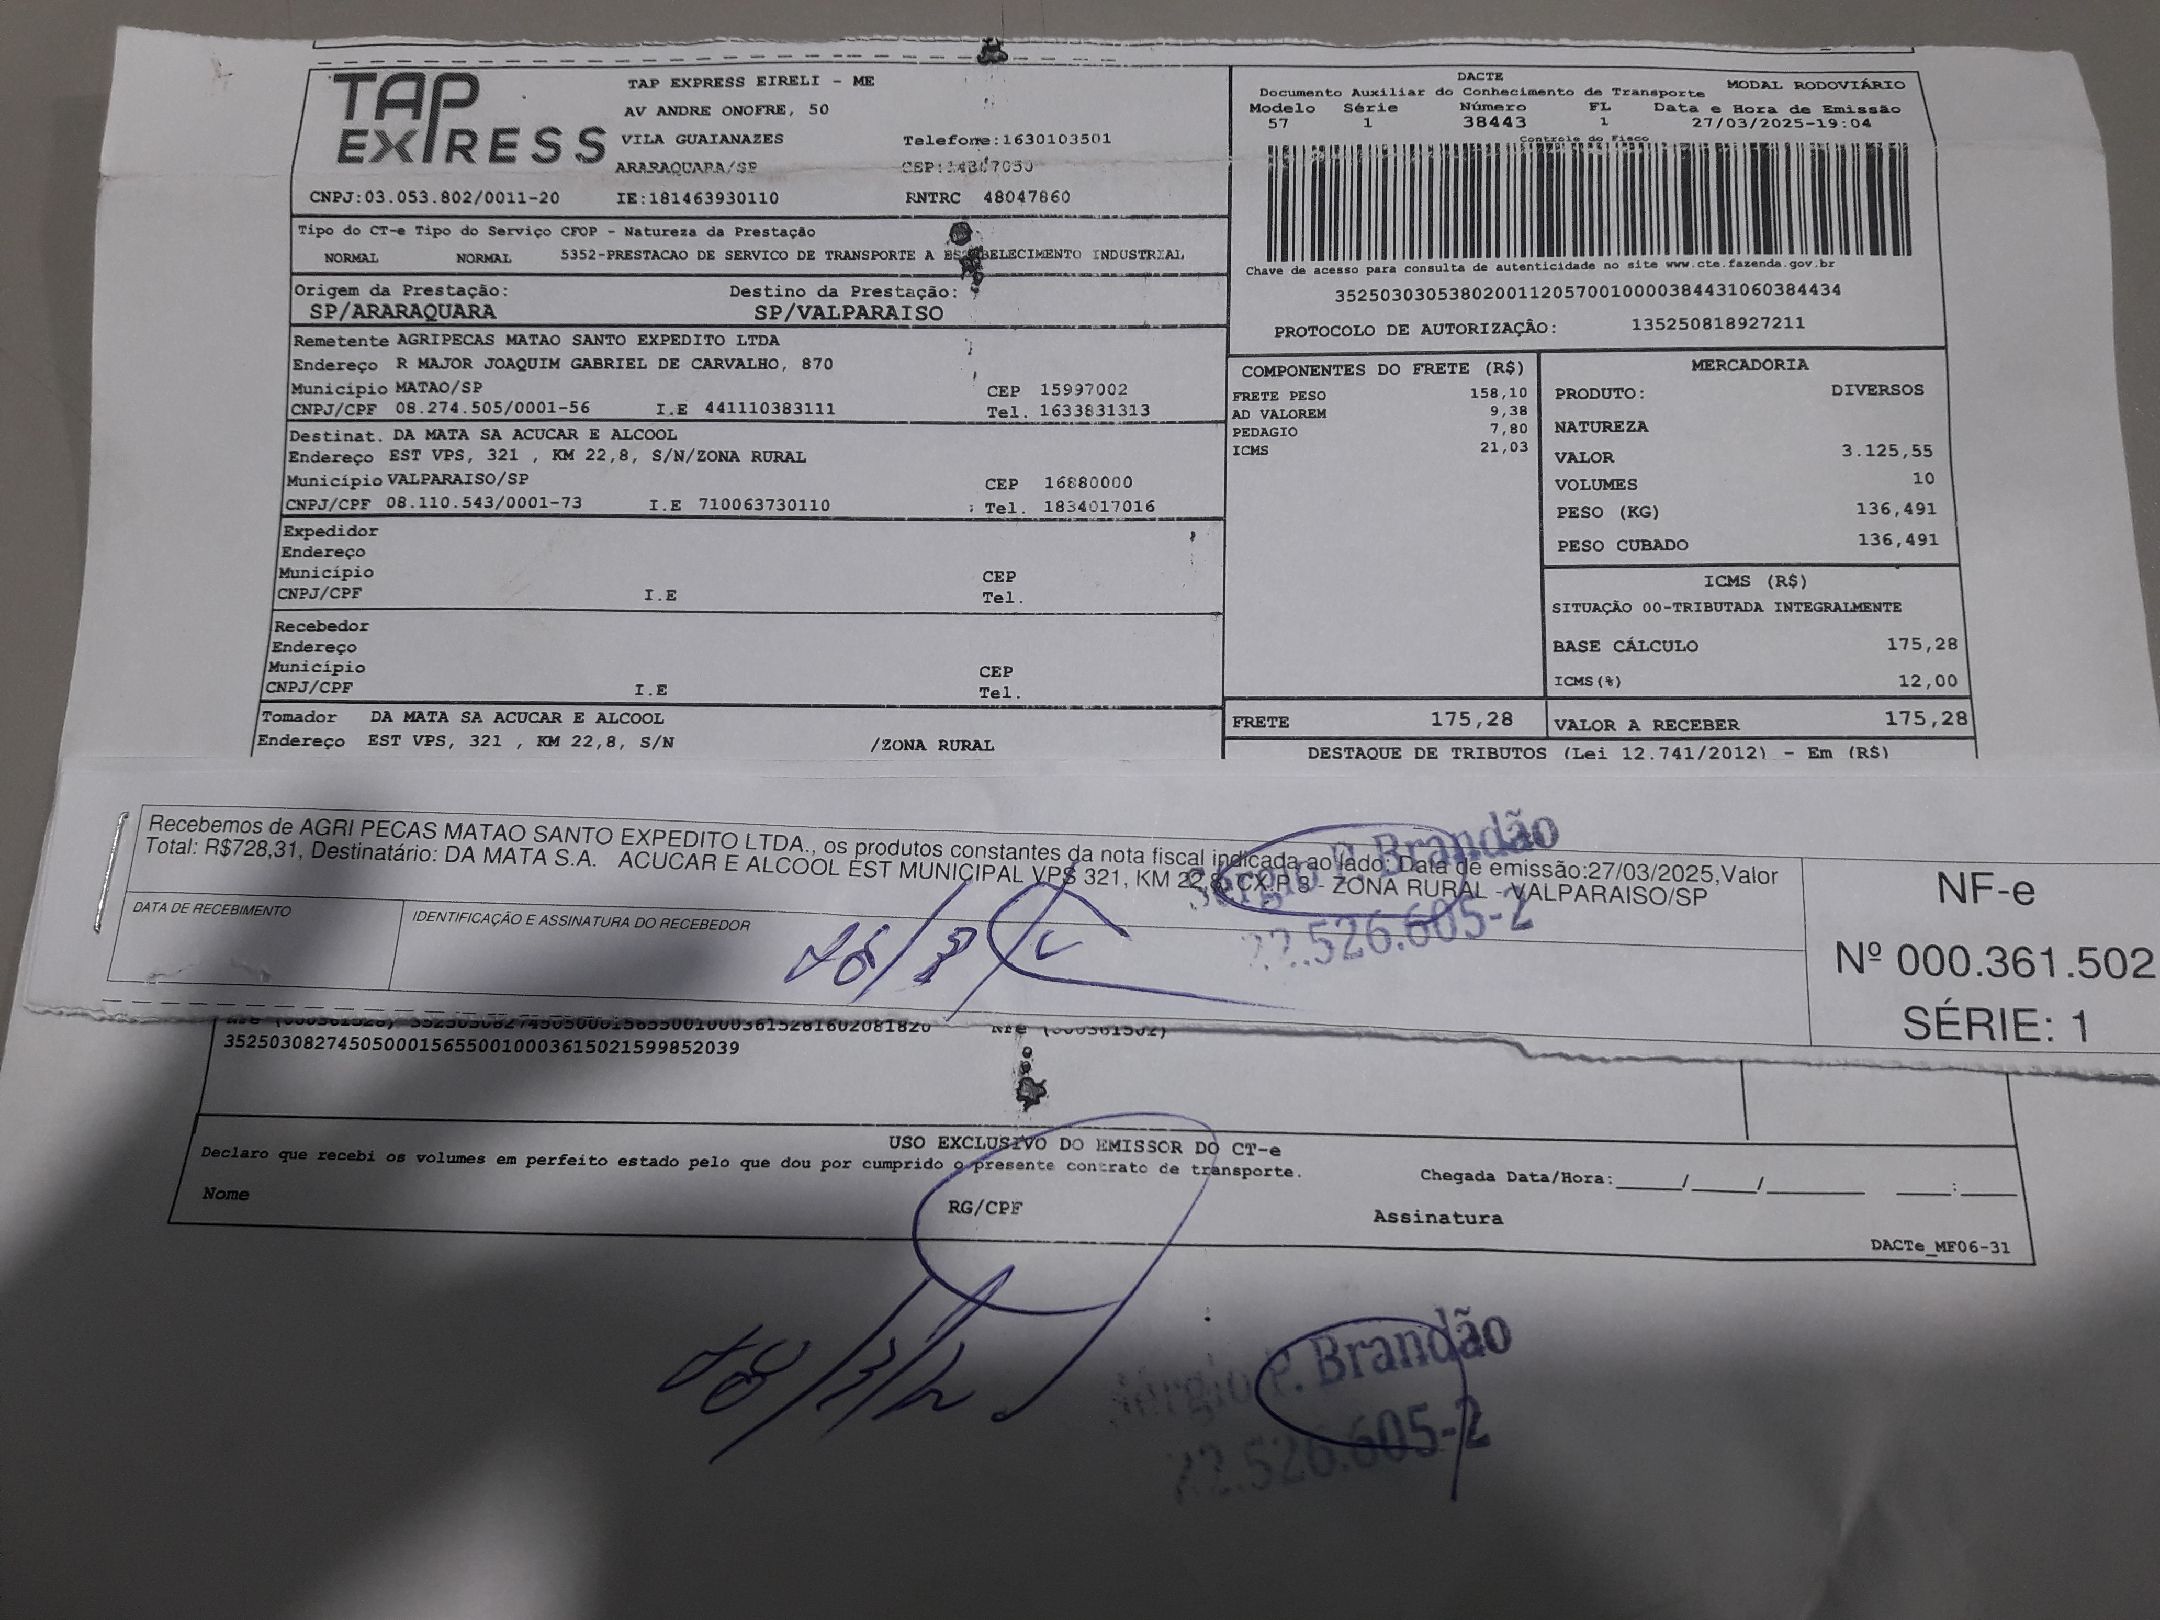 TAP EXPRESS
TAP EXPRESS EIRELI - ME
AV ANDRE ONOFRE, 50
VILA GUAIANAZES Telefone:1630103501
ARARAQUARA/SP
CNPJ:03.053.802/0011-20 IE:181463930110 RNTRC 48047860
DACTE MODAL RODOVIÁRIO
Documento Auxiliar do Conhecimento de Transporte
Modelo Série Número FL Data e Hora de Emissão
57 1 38443 1 27/03/2025-19:04
Controle do Fisco
Chave de acesso para consulta de autenticidade no site www.cte.fazenda.gov.br
35250303053802001120570010000384431060384434
PROTOCOLO DE AUTORIZAÇÃO: 135250818927211
Tipo do CT-e Tipo do Serviço CFOP - Natureza da Prestação
NORMAL NORMAL 5352-PRESTACAO DE SERVICO DE TRANSPORTE A ESTABELECIMENTO INDUSTRIAL
Origem da Prestação: Destino da Prestação:
SP/ARARAQUARA SP/VALPARAISO
Remetente AGRIPECAS MATAO SANTO EXPEDITO LTDA
Endereço R MAJOR JOAQUIM GABRIEL DE CARVALHO, 870
Município MATAO/SP CEP 15997002
CNPJ/CPF 08.274.505/0001-56 I.E 441110383111 Tel. 1633831313
Destinat. DA MATA SA ACUCAR E ALCOOL
Endereço EST VPS, 321 , KM 22,8, S/N/ZONA RURAL
Município VALPARAISO/SP CEP 16880000
CNPJ/CPF 08.110.543/0001-73 I.E 710063730110 Tel. 1834017016
Expedidor
Endereço
Município CEP
CNPJ/CPF I.E Tel.
Recebedor
Endereço
Município CEP
CNPJ/CPF I.E Tel.
Tomador DA MATA SA ACUCAR E ALCOOL
Endereço EST VPS, 321 , KM 22,8, S/N /ZONA RURAL
COMPONENTES DO FRETE (R$)
FRETE PESO 158,10
AD VALOREM 9,38
PEDAGIO 7,80
ICMS 21,03
FRETE 175,28
MERCADORIA
PRODUTO: DIVERSOS
NATUREZA
VALOR 3.125,55
VOLUMES 10
PESO (KG) 136,491
PESO CUBADO 136,491
ICMS (R$)
SITUAÇÃO 00-TRIBUTADA INTEGRALMENTE
BASE CÁLCULO 175,28
ICMS(%) 12,00
VALOR A RECEBER 175,28
DESTAQUE DE TRIBUTOS (Lei 12.741/2012) - Em (R$)
Recebemos de AGRI PECAS MATAO SANTO EXPEDITO LTDA., os produtos constantes da nota fiscal indicada ao lado: Data de emissão:27/03/2025,Valor
Total: R$728,31, Destinatário: DA MATA S.A. ACUCAR E ALCOOL EST MUNICIPAL VPS 321, KM 22,8, CX.P 8 - ZONA RURAL - VALPARAISO/SP
DATA DE RECEBIMENTO IDENTIFICAÇÃO E ASSINATURA DO RECEBEDOR
Sérgio P. Brandão
22.526.605-2
NF-e
Nº 000.361.502
SÉRIE: 1
Nfe (000361528) 35250308274505000156550010003615281602081820 Nfe (000361502)
35250308274505000156550010003615021599852039
USO EXCLUSIVO DO EMISSOR DO CT-e
Declaro que recebi os volumes em perfeito estado pelo que dou por cumprido o presente contrato de transporte.
Chegada Data/Hora:_____/_____/_______ ____:____
Nome RG/CPF Assinatura
DACTe_MF06-31
Sérgio P. Brandão
22.526.605-2